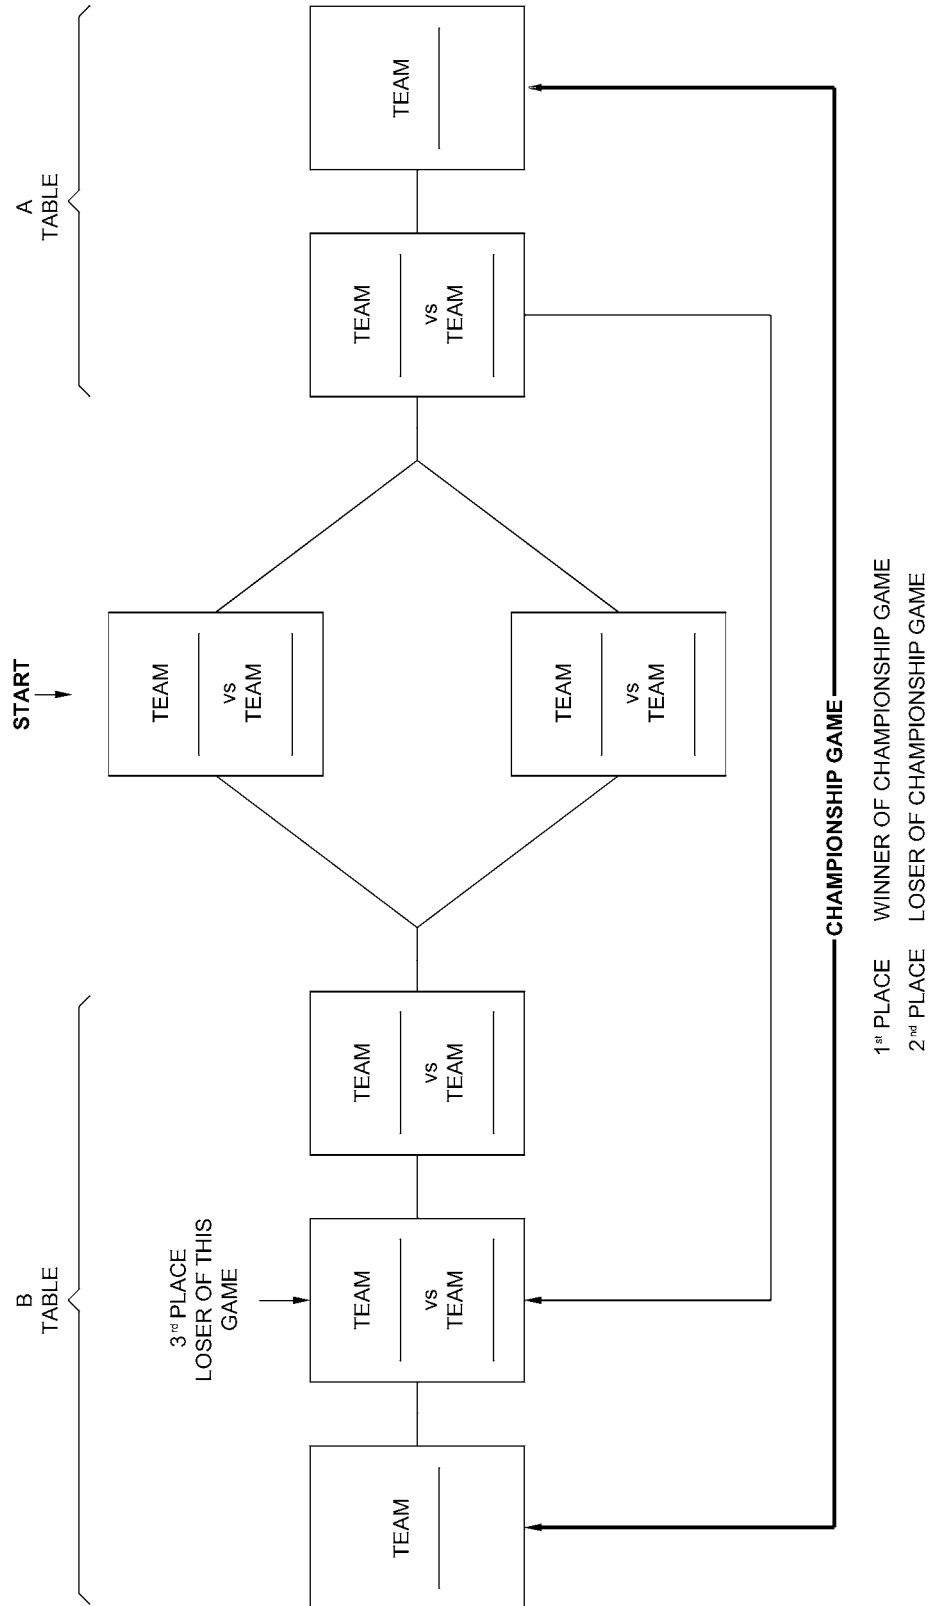 B
TABLE
START
A
TABLE
3rd PLACE
LOSER OF THIS
GAME
TEAM
vs
TEAM
TEAM
TEAM
vs
TEAM
TEAM
vs
TEAM
TEAM
vs
TEAM
TEAM
TEAM
vs
TEAM
CHAMPIONSHIP GAME
1st PLACE WINNER OF CHAMPIONSHIP GAME
2nd PLACE LOSER OF CHAMPIONSHIP GAME